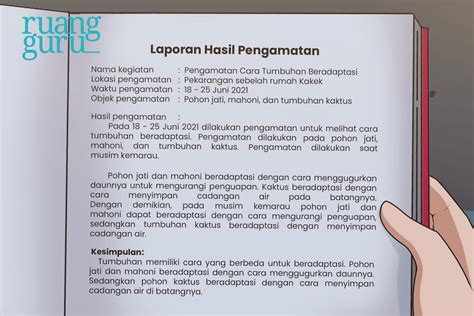 ruang
guru
Laporan Hasil Pengamatan
Nama kegiatan : Pengamatan Cara Tumbuhan Beradaptasi
Lokasi pengamatan : Pekarangan sebelah rumah Kakek
Waktu pengamatan : 18 - 25 Juni 2021
Objek pengamatan : Pohon jati, mahoni, dan tumbuhan kaktus
Hasil pengamatan :
Pada 18 - 25 Juni 2021 dilakukan pengamatan untuk melihat cara
tumbuhan beradaptasi. Pengamatan dilakukan pada pohon jati,
mahoni, dan tumbuhan kaktus. Pengamatan dilakukan saat
musim kemarau.
Pohon jati dan mahoni beradaptasi dengan cara menggugurkan
daunnya untuk mengurangi penguapan. Kaktus beradaptasi dengan
cara menyimpan cadangan air pada batangnya.
Dengan demikian, pada musim kemarau pohon jati dan
mahoni dapat beradaptasi dengan cara mengurangi penguapan,
sedangkan tumbuhan kaktus beradaptasi dengan menyimpan
cadangan air.
Kesimpulan:
Tumbuhan memiliki cara yang berbeda untuk beradaptasi. Pohon
jati dan mahoni beradaptasi dengan cara menggugurkan daunnya.
Sedangkan pohon kaktus beradaptasi dengan cara menyimpan
cadangan air di batangnya.